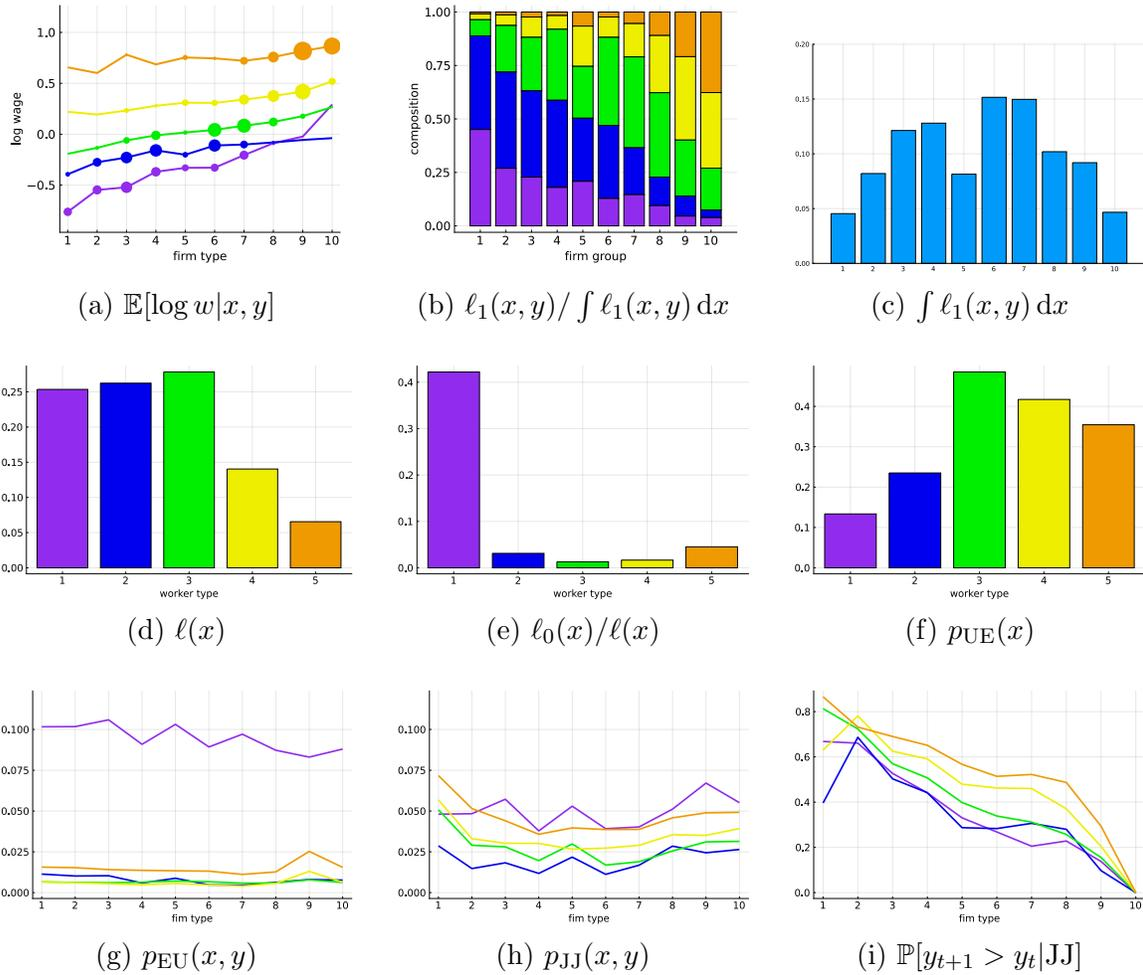 1.0
0.5
0.0
−0.5
log wage
1 2 3 4 5 6 7 8 9 10
firm type
(a) 𝔼[log w|x, y]
1.00
0.75
0.50
0.25
0.00
composition
1 2 3 4 5 6 7 8 9 10
firm group
(b) ℓ₁(x, y)/ ∫ ℓ₁(x, y) dx
0.20
0.15
0.10
0.05
0.00
1 2 3 4 5 6 7 8 9 10
(c) ∫ ℓ₁(x, y) dx
0.25
0.20
0.15
0.10
0.05
0.00
1 2 3 4 5
worker type
(d) ℓ(x)
0.4
0.3
0.2
0.1
0.0
1 2 3 4 5
worker type
(e) ℓ₀(x)/ℓ(x)
0.4
0.3
0.2
0.1
0.0
1 2 3 4 5
worker type
(f) p_UE(x)
0.100
0.075
0.050
0.025
0.000
1 2 3 4 5 6 7 8 9 10
fim type
(g) p_EU(x, y)
0.100
0.075
0.050
0.025
0.000
1 2 3 4 5 6 7 8 9 10
fim type
(h) p_JJ(x, y)
0.8
0.6
0.4
0.2
0.0
1 2 3 4 5 6 7 8 9 10
fim type
(i) ℙ[y_{t+1} > y_t|JJ]